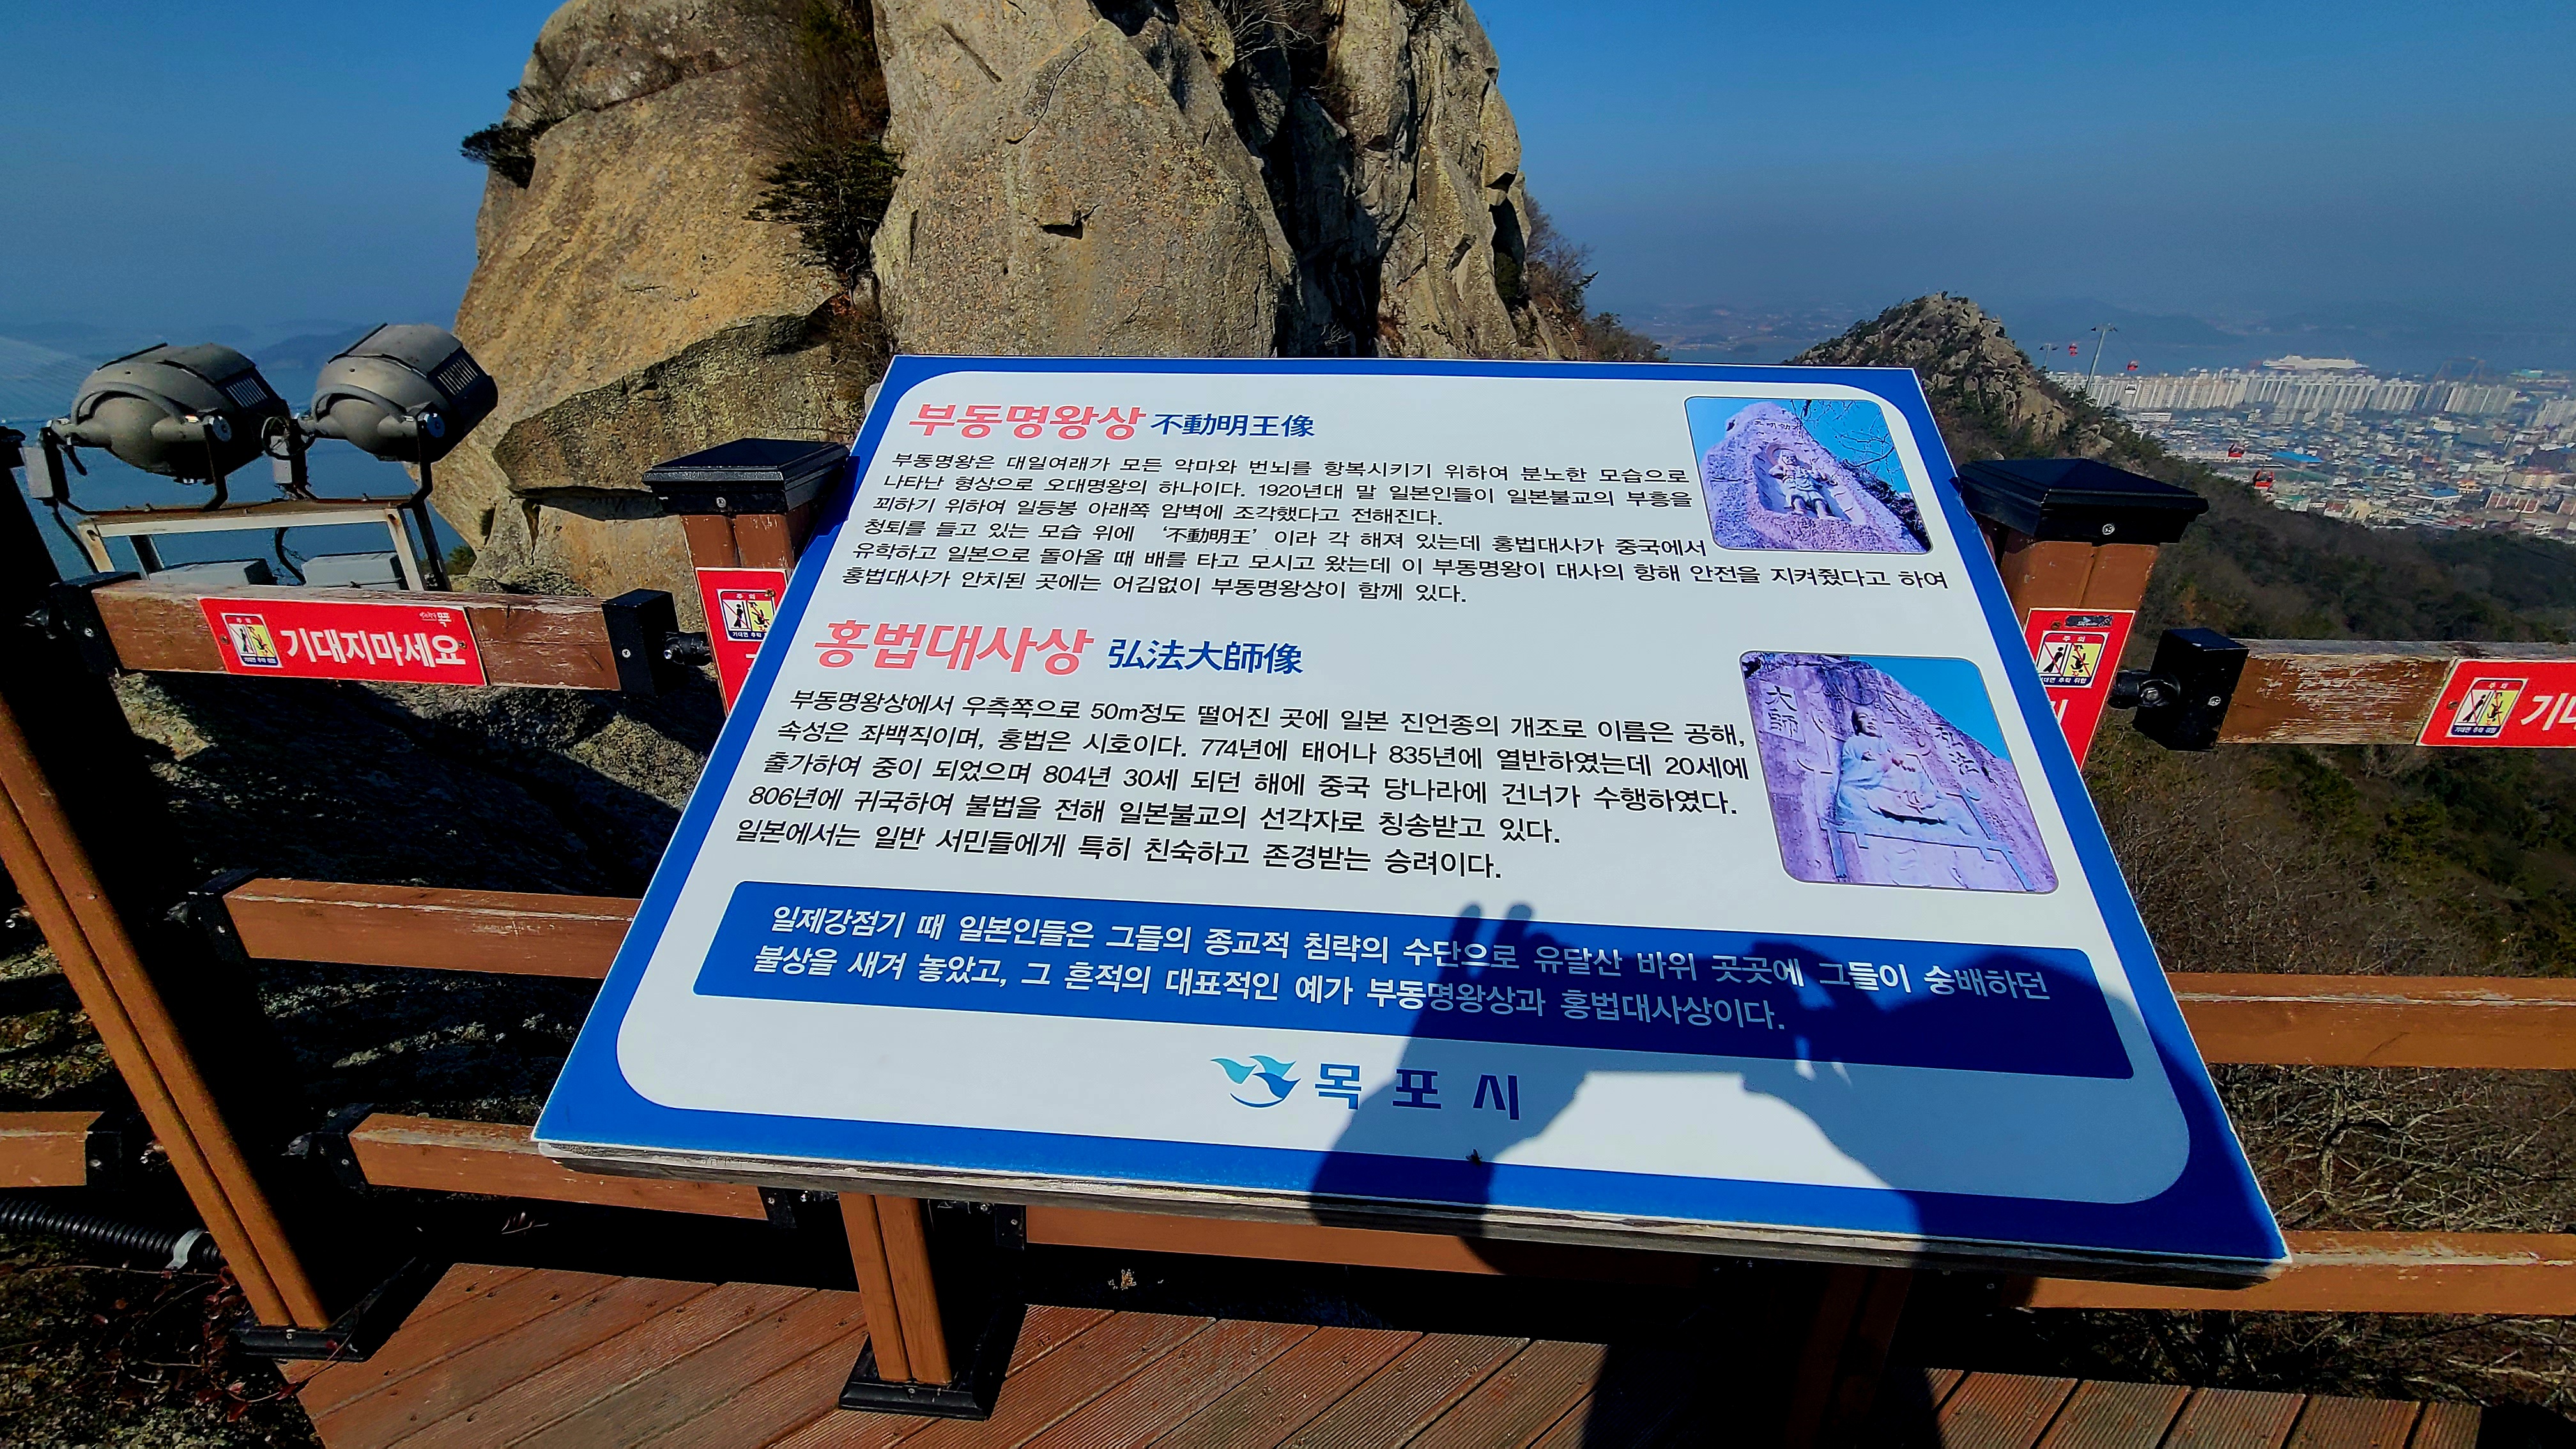 부동명왕상 不動明王像
부동명왕은 대일여래가 모든 악마와 번뇌를 항복시키기 위하여 분노한 모습으로
나타난 형상으로 오대명왕의 하나이다. 1920년대 말 일본인들이 일본불교의 부흥을
꾀하기 위하여 일등봉 아래쪽 암벽에 조각했다고 전해진다.
청퇴를 들고 있는 모습 위에 ‘不動明王’이라 각 해져 있는데 홍법대사가 중국에서
유학하고 일본으로 돌아올 때 배를 타고 모시고 왔는데 이 부동명왕이 대사의 항해 안전을 지켜줬다고 하여
홍법대사가 안치된 곳에는 어김없이 부동명왕상이 함께 있다.
홍법대사상 弘法大師像
부동명왕상에서 우측쪽으로 50m정도 떨어진 곳에 일본 진언종의 개조로 이름은 공해,
속성은 좌백직이며, 홍법은 시호이다. 774년에 태어나 835년에 열반하였는데 20세에
출가하여 중이 되었으며 804년 30세 되던 해에 중국 당나라에 건너가 수행하였다.
806년에 귀국하여 불법을 전해 일본불교의 선각자로 칭송받고 있다.
일본에서는 일반 서민들에게 특히 친숙하고 존경받는 승려이다.
大師
弘法
일제강점기 때 일본인들은 그들의 종교적 침략의 수단으로 유달산 바위 곳곳에 그들이 숭배하던
불상을 새겨 놓았고, 그 흔적의 대표적인 예가 부동명왕상과 홍법대사상이다.
목포시
주의
기대지마세요
주의
주의
주의
기대